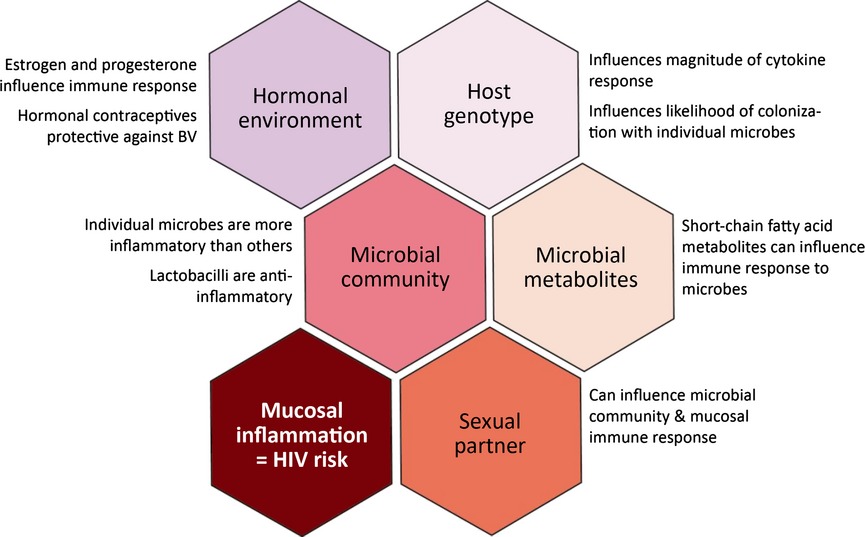 Estrogen and progesterone
influence immune response
Hormonal contraceptives
protective against BV
Hormonal
environment
Host
genotype
Influences magnitude of cytokine
response
Influences likelihood of coloniza-
tion with individual microbes
Individual microbes are more
inflammatory than others
Lactobacilli are anti-
inflammatory
Microbial
community
Microbial
metabolites
Short-chain fatty acid
metabolites can influence
immune response to
microbes
Mucosal
inflammation
= HIV risk
Sexual
partner
Can influence microbial
community & mucosal
immune response